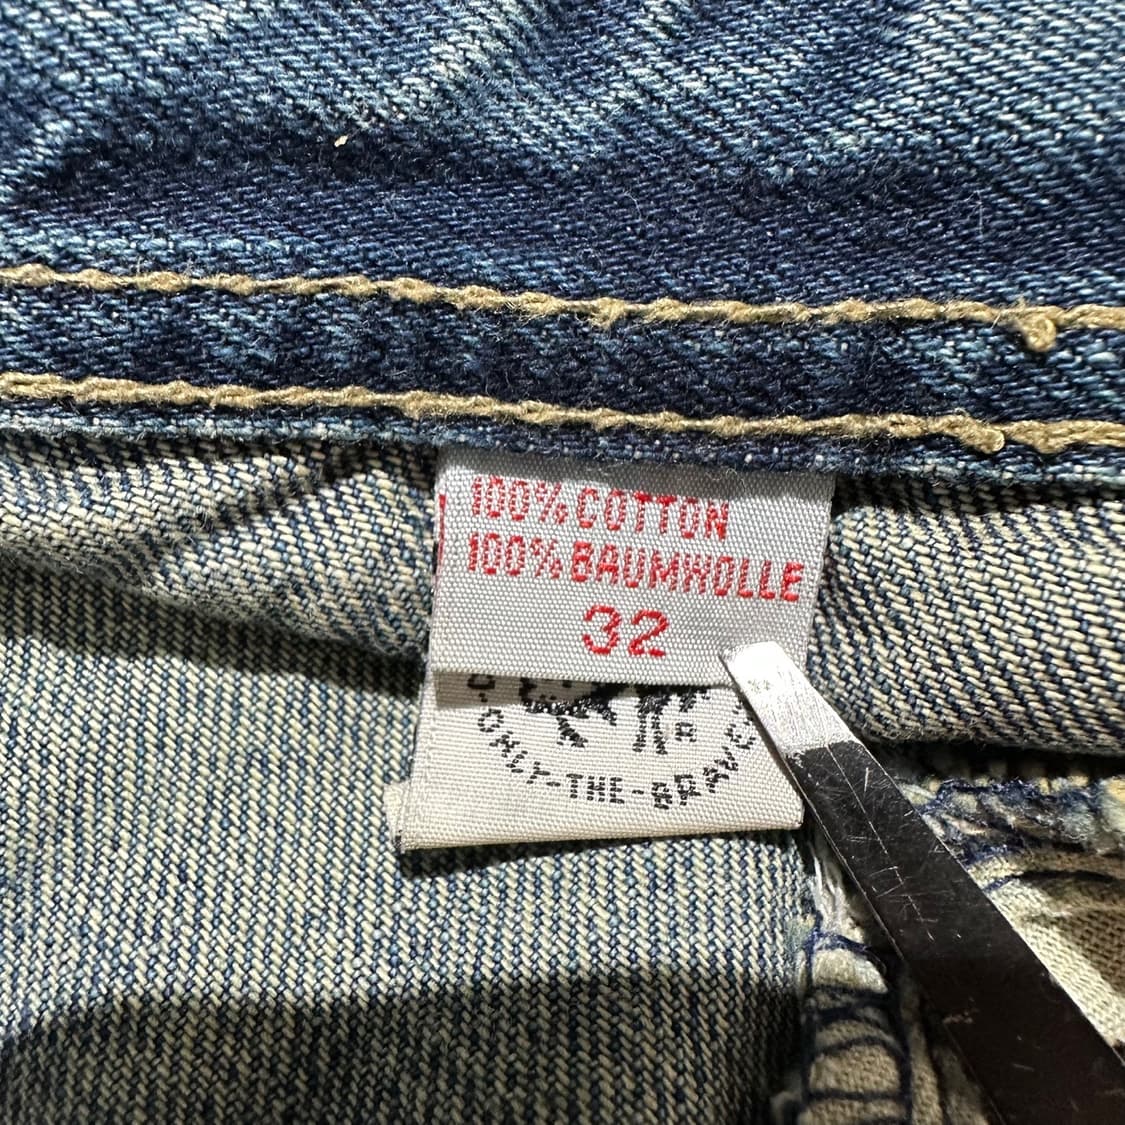 100% COTTON
100% BAUMWOLLE
32
R
ONLY-THE-BRAVE